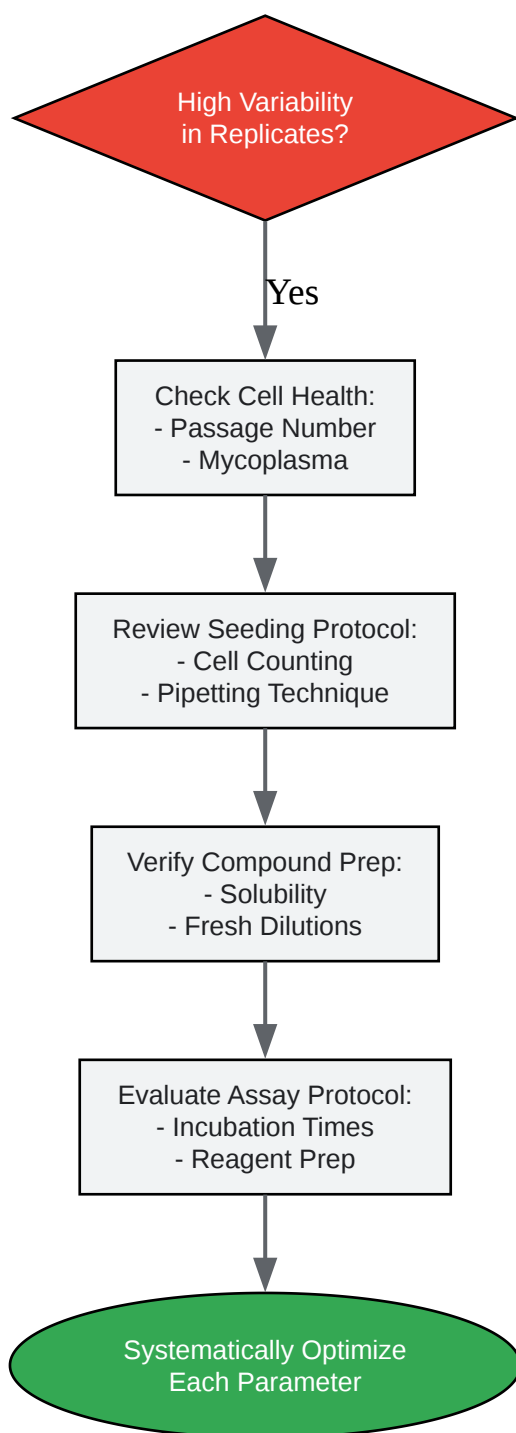 High Variability
in Replicates?
Yes
Check Cell Health:
- Passage Number
- Mycoplasma
Review Seeding Protocol:
- Cell Counting
- Pipetting Technique
Verify Compound Prep:
- Solubility
- Fresh Dilutions
Evaluate Assay Protocol:
- Incubation Times
- Reagent Prep
Systematically Optimize
Each Parameter